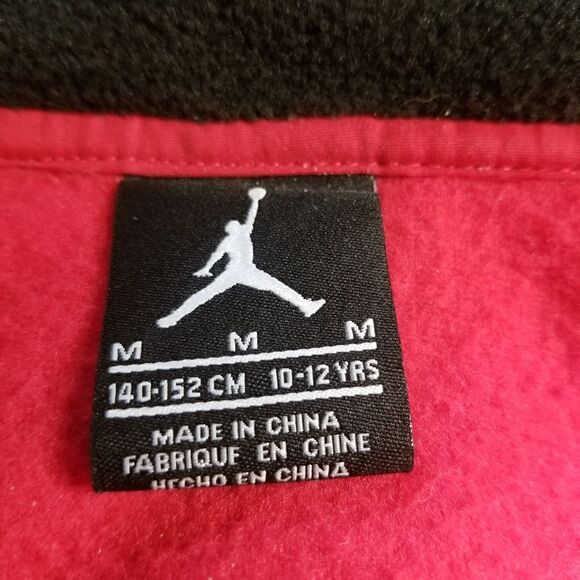 M M M
140-152 CM 10-12 YRS
MADE IN CHINA
FABRIQUE EN CHINE
HECHO EN CHINA